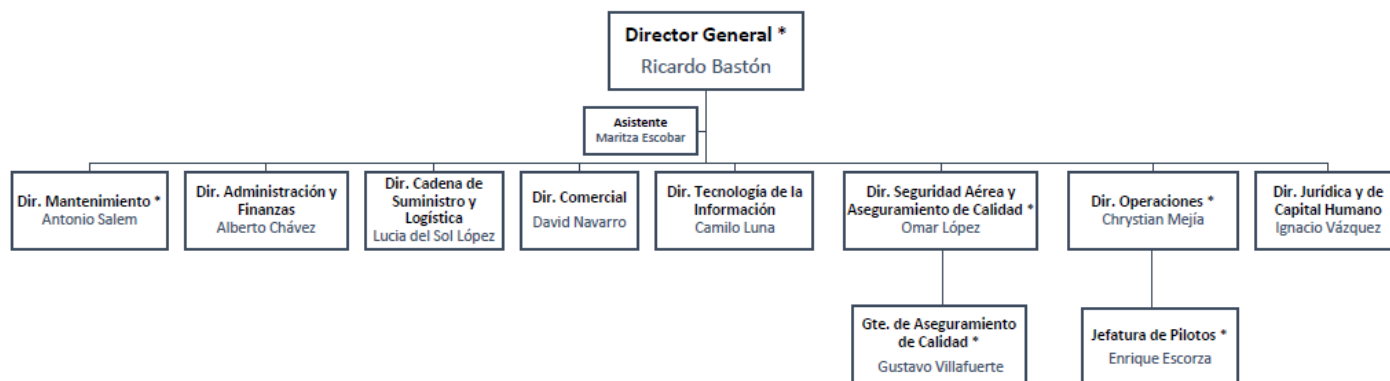 Director General *
Ricardo Bastón
Asistente
Maritza Escobar
Dir. Mantenimiento *
Antonio Salem
Dir. Administración y
Finanzas
Alberto Chávez
Dir. Cadena de
Suministro y
Logística
Lucia del Sol López
Dir. Comercial
David Navarro
Dir. Tecnología de la
Información
Camilo Luna
Dir. Seguridad Aérea y
Aseguramiento de Calidad *
Omar López
Dir. Operaciones *
Chrystian Mejía
Dir. Jurídica y de
Capital Humano
Ignacio Vázquez
Gte. de Aseguramiento
de Calidad *
Gustavo Villafuerte
Jefatura de Pilotos *
Enrique Escorza